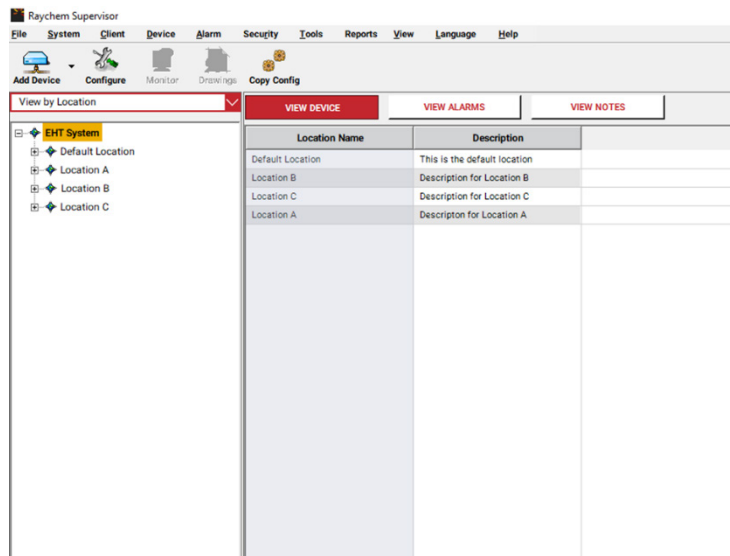 Raychem Supervisor
File System Client Device Alarm Security Tools Reports View Language Help
Add Device Configure Monitor Drawings Copy Config
View by Location
VIEW DEVICE VIEW ALARMS VIEW NOTES
EHT System
Default Location
Location A
Location B
Location C
Location Name Description
Default Location This is the default location
Location B Description for Location B
Location C Description for Location C
Location A Descripton for Location A